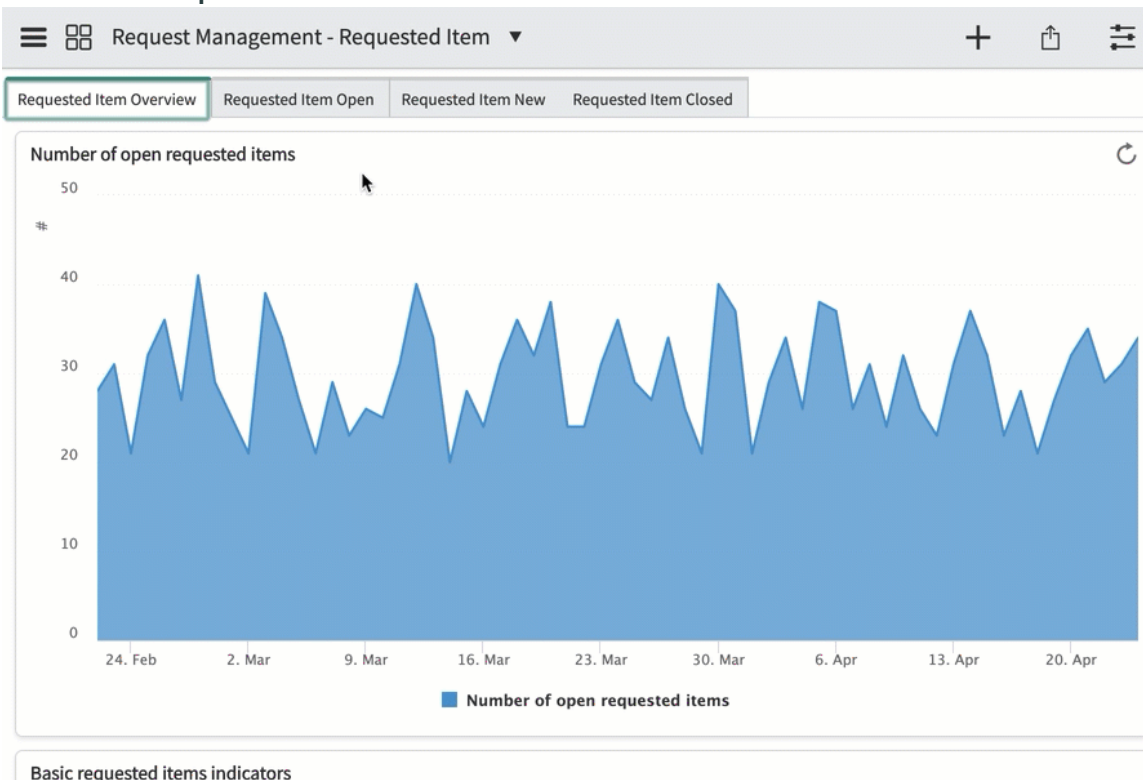 Request Management - Requested Item ▼
Requested Item Overview Requested Item Open Requested Item New Requested Item Closed
Number of open requested items
50
#
40
30
20
10
0
24. Feb 2. Mar 9. Mar 16. Mar 23. Mar 30. Mar 6. Apr 13. Apr 20. Apr
Number of open requested items
Basic requested items indicators